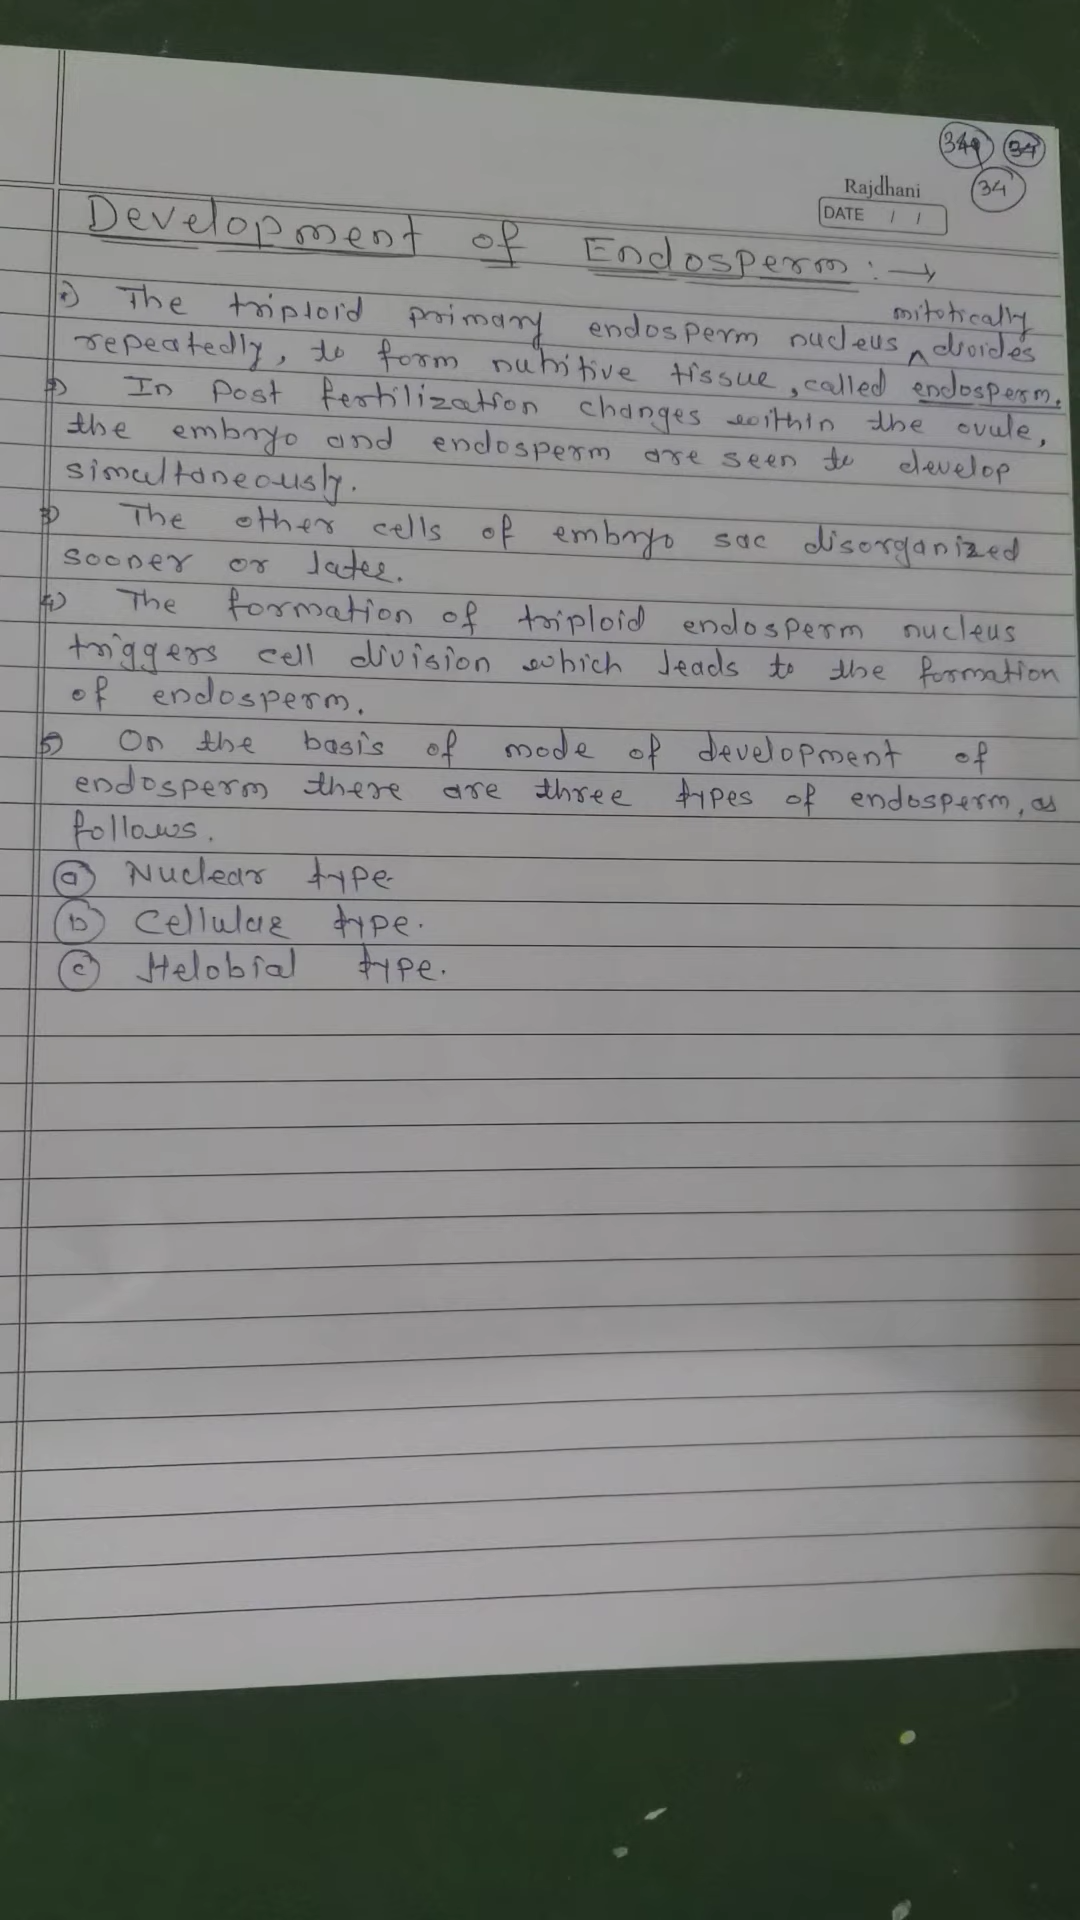 349 34
Rajdhani 34
DATE / /
Development of Endosperm :→
1) The triploid primary endosperm nucleus ^ mitotically divides
repeatedly, to form nutritive tissue, called endosperm.
2) In Post fertilization changes within the ovule,
the embryo and endosperm are seen to develop
simultaneously.
3) The other cells of embryo sac disorganized
sooner or later.
4) The formation of triploid endosperm nucleus
triggers cell division which leads to the formation
of endosperm.
5) On the basis of mode of development of
endosperm there are three types of endosperm, as
follows.
(a) Nuclear type.
(b) Cellular type.
(c) Helobial type.